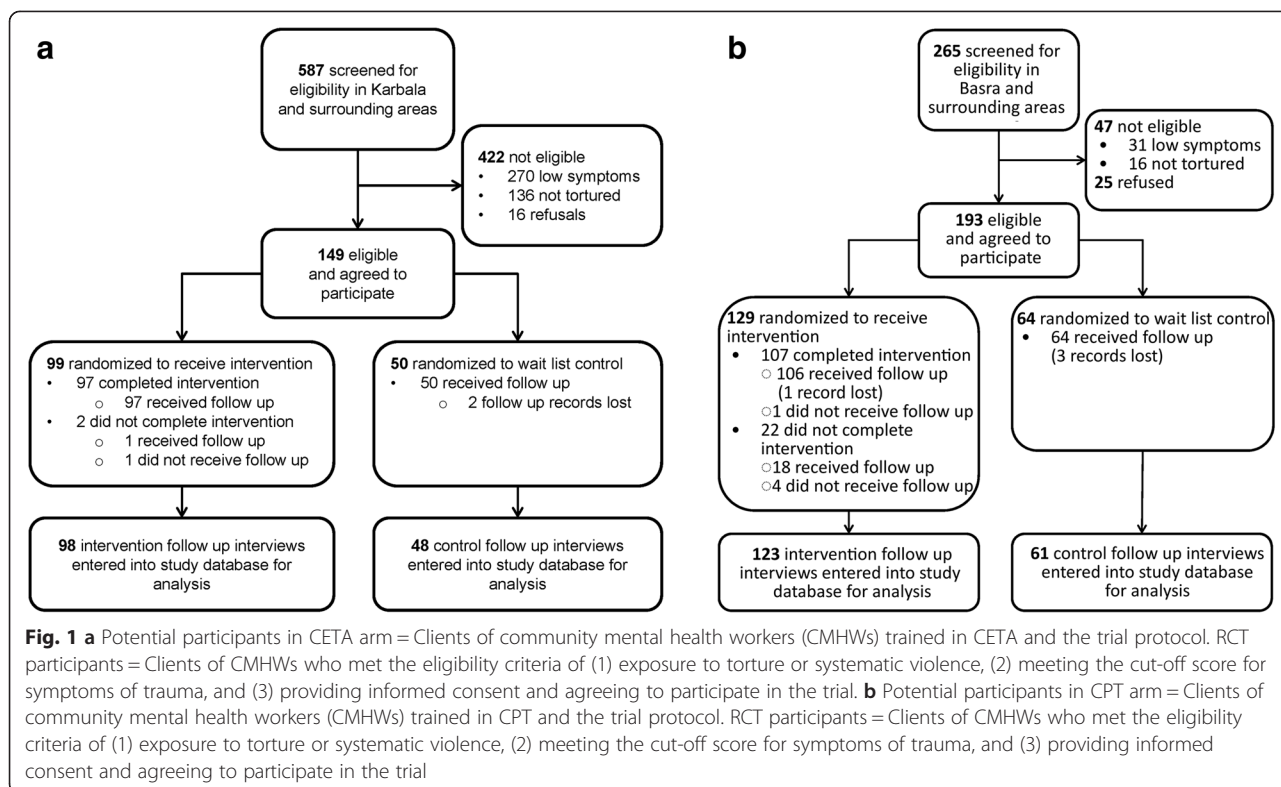 a
587 screened for
eligibility in Karbala
and surrounding areas
422 not eligible
• 270 low symptoms
• 136 not tortured
• 16 refusals
149 eligible
and agreed to
participate
99 randomized to receive intervention
• 97 completed intervention
o 97 received follow up
• 2 did not complete intervention
o 1 received follow up
o 1 did not receive follow up
50 randomized to wait list control
• 50 received follow up
o 2 follow up records lost
98 intervention follow up interviews
entered into study database for
analysis
48 control follow up interviews
entered into study database for
analysis
b
265 screened for
eligibility in
Basra and
surrounding areas
47 not eligible
• 31 low symptoms
• 16 not tortured
25 refused
193 eligible
and agreed to
participate
129 randomized to receive
intervention
• 107 completed intervention
○ 106 received follow up
(1 record lost)
○ 1 did not receive follow up
• 22 did not complete
intervention
○ 18 received follow up
○ 4 did not receive follow up
64 randomized to wait list control
• 64 received follow up
(3 records lost)
123 intervention follow up
interviews entered into study
database for analysis
61 control follow up interviews
entered into study database
for analysis
Fig. 1 a Potential participants in CETA arm = Clients of community mental health workers (CMHWs) trained in CETA and the trial protocol. RCT
participants = Clients of CMHWs who met the eligibility criteria of (1) exposure to torture or systematic violence, (2) meeting the cut-off score for
symptoms of trauma, and (3) providing informed consent and agreeing to participate in the trial. b Potential participants in CPT arm = Clients of
community mental health workers (CMHWs) trained in CPT and the trial protocol. RCT participants = Clients of CMHWs who met the eligibility
criteria of (1) exposure to torture or systematic violence, (2) meeting the cut-off score for symptoms of trauma, and (3) providing informed
consent and agreeing to participate in the trial